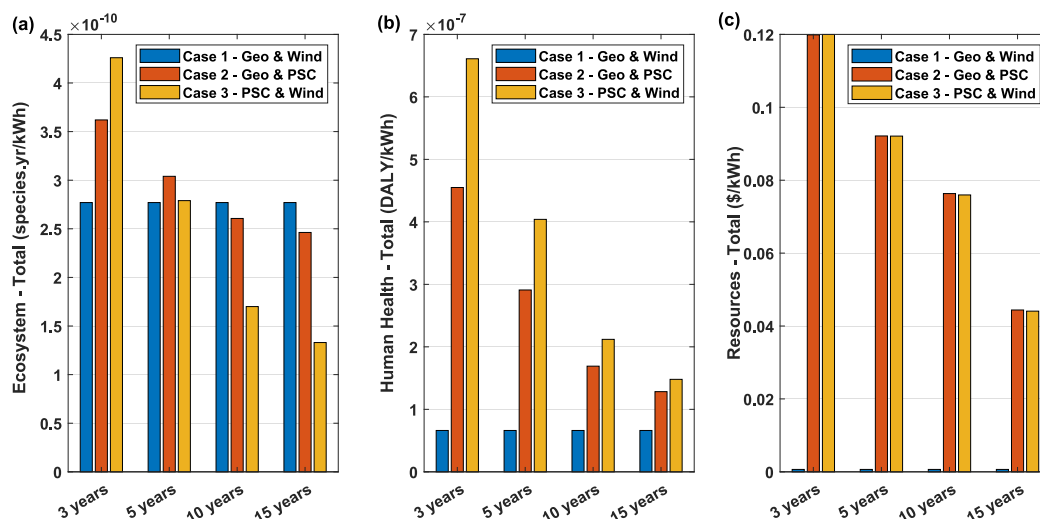 (a)
×10⁻¹⁰
Ecosystem - Total (species.yr/kWh)
4.5
4
3.5
3
2.5
2
1.5
1
0.5
0
Case 1 - Geo & Wind
Case 2 - Geo & PSC
Case 3 - PSC & Wind
3 years
5 years
10 years
15 years
(b)
×10⁻⁷
Human Health - Total (DALY/kWh)
7
6
5
4
3
2
1
0
Case 1 - Geo & Wind
Case 2 - Geo & PSC
Case 3 - PSC & Wind
3 years
5 years
10 years
15 years
(c)
Resources - Total ($/kWh)
0.12
0.1
0.08
0.06
0.04
0.02
0
Case 1 - Geo & Wind
Case 2 - Geo & PSC
Case 3 - PSC & Wind
3 years
5 years
10 years
15 years